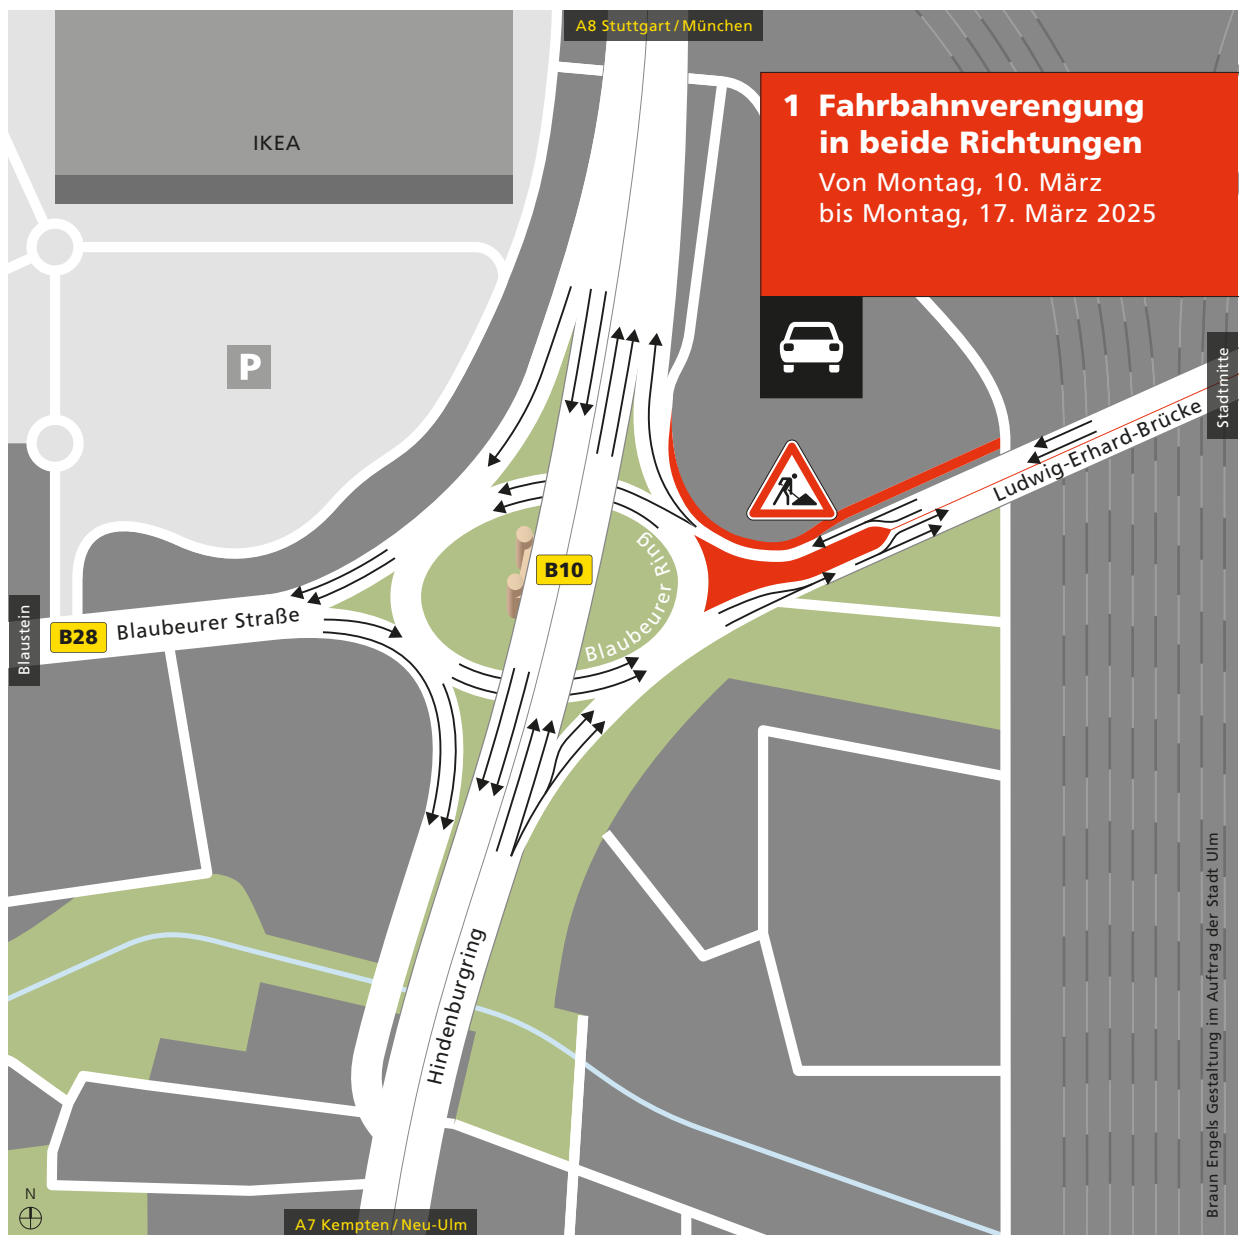 A8 Stuttgart / München
1 Fahrbahnverengung
in beide Richtungen
Von Montag, 10. März
bis Montag, 17. März 2025
IKEA
P
Stadtmitte
Ludwig-Erhard-Brücke
B10
Blaubeurer Ring
Blaustein
B28
Blaubeurer Straße
Hindenburgring
Braun Engels Gestaltung im Auftrag der Stadt Ulm
N
A7 Kempten / Neu-Ulm